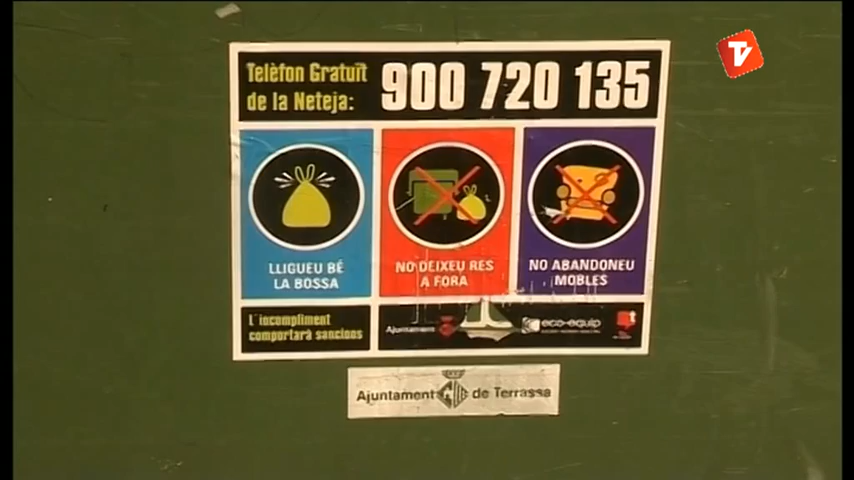 Telèfon Gratuït
de la Neteja:
900 720 135
LLIGUEU BÉ
LA BOSSA
NO DEIXEU RES
A FORA
NO ABANDONEU
MOBLES
L'incompliment
comportarà sancions
Ajuntament
eco-equip
Ajuntament de Terrassa
TV